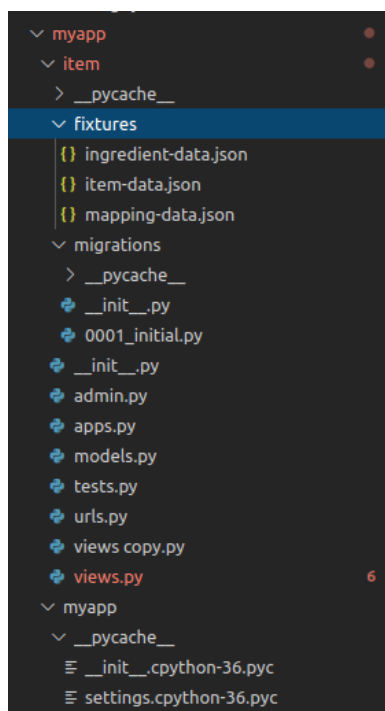 myapp
item
__pycache__
fixtures
{} ingredient-data.json
{} item-data.json
{} mapping-data.json
migrations
__pycache__
__init__.py
0001_initial.py
__init__.py
admin.py
apps.py
models.py
tests.py
urls.py
views copy.py
views.py 6
myapp
__pycache__
__init__.cpython-36.pyc
settings.cpython-36.pyc